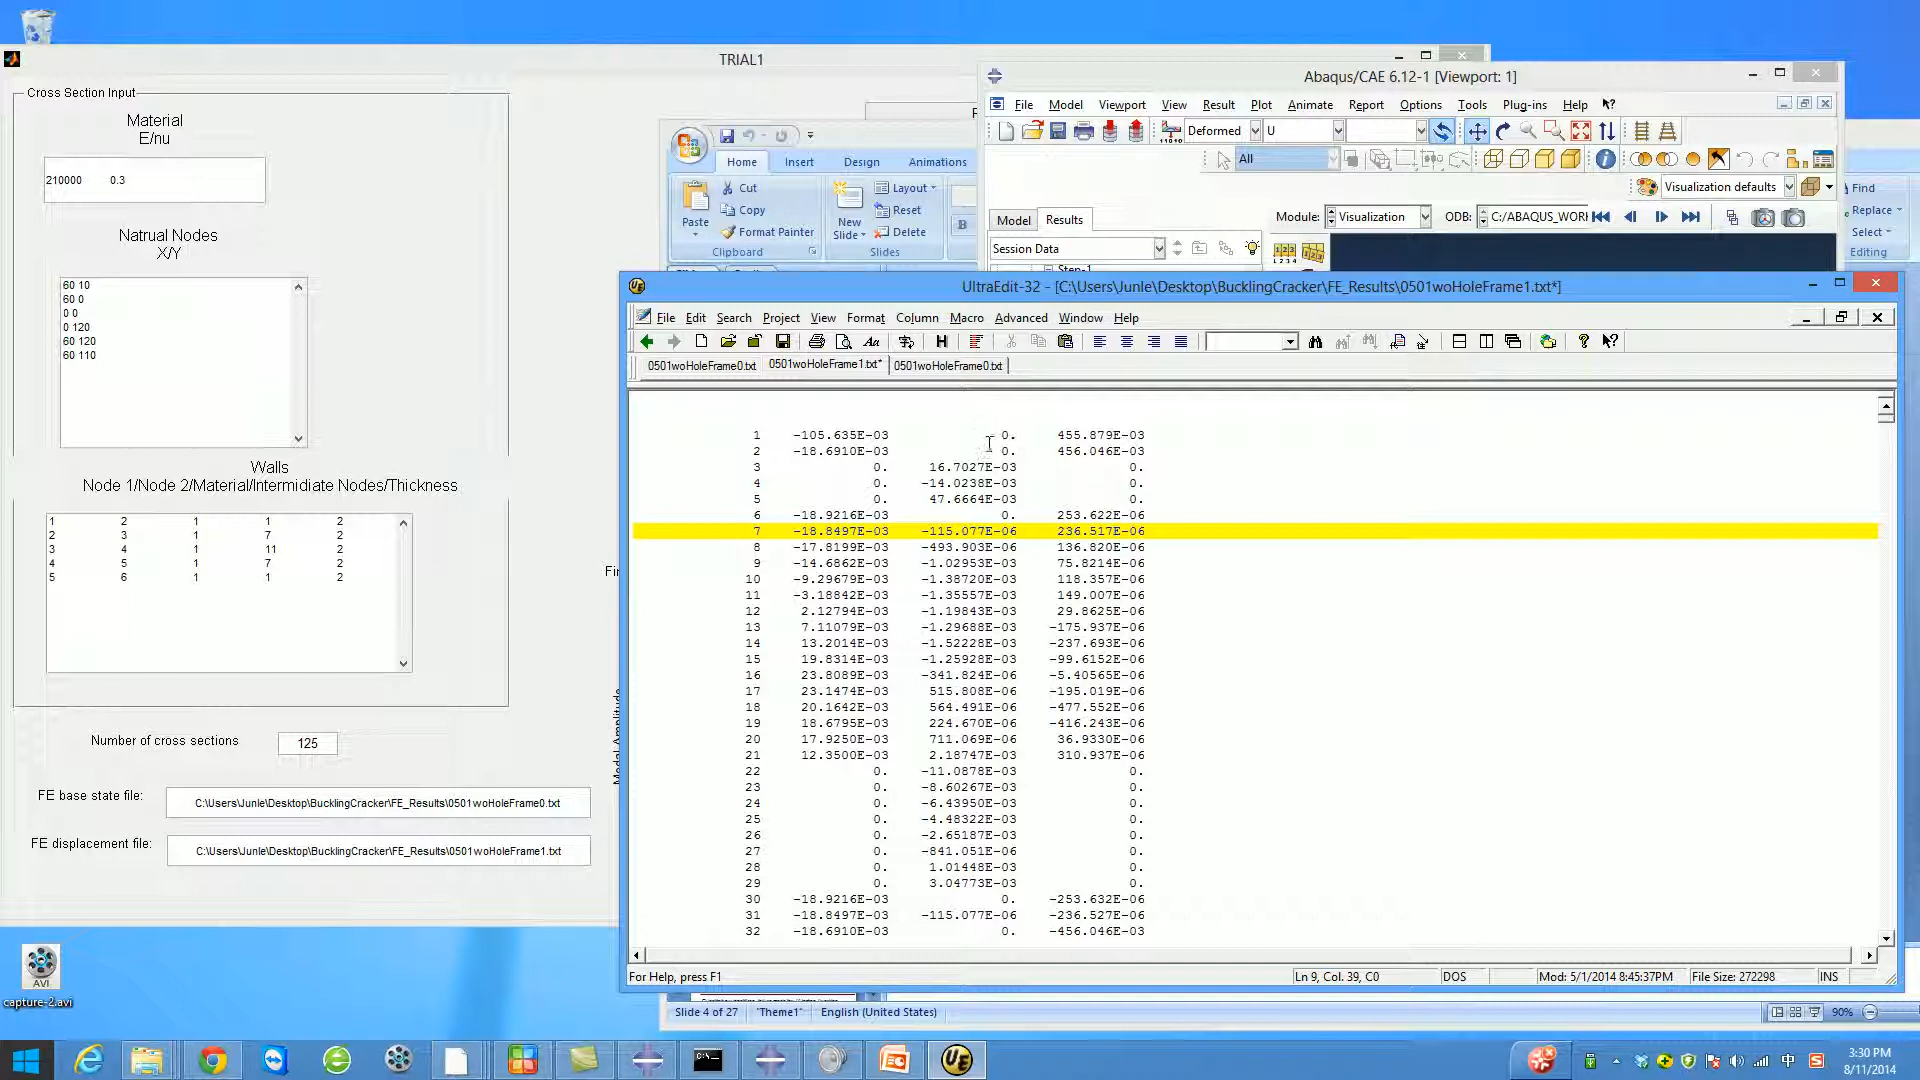 TRIAL1
Cross Section Input
Material
E/nu
210000 0.3
Natrual Nodes
X/Y
60 10
60 0
0 0
0 120
60 120
60 110
Walls
Node 1/Node 2/Material/Intermidiate Nodes/Thickness
1 2 1 1 2
2 3 1 7 2
3 4 1 11 2
4 5 1 7 2
5 6 1 1 2
Number of cross sections 125
FE base state file: C:\Users\Junle\Desktop\BucklingCracker\FE_Results\0501woHoleFrame0.txt
FE displacement file: C:\Users\Junle\Desktop\BucklingCracker\FE_Results\0501woHoleFrame1.txt
Home Insert Design Animations
Paste
Cut
Copy
Format Painter
Clipboard
New
Slide
Layout
Reset
Delete
Slides
B
Abaqus/CAE 6.12-1 [Viewport: 1]
File Model Viewport View Result Plot Animate Report Options Tools Plug-ins Help
Deformed U
All
Visualization defaults
Model Results
Module: Visualization ODB: C:/ABAQUS_WORK
Session Data
Step-1
Find
Replace
Select
Editing
UltraEdit-32 - [C:\Users\Junle\Desktop\BucklingCracker\FE_Results\0501woHoleFrame1.txt*]
File Edit Search Project View Format Column Macro Advanced Window Help
0501woHoleFrame0.txt 0501woHoleFrame1.txt* 0501woHoleFrame0.txt
1 -105.635E-03 0. 455.879E-03
2 -18.6910E-03 0. 456.046E-03
3 0. 16.7027E-03 0.
4 0. -14.0238E-03 0.
5 0. 47.6664E-03 0.
6 -18.9216E-03 0. 253.622E-06
7 -18.8497E-03 -115.077E-06 236.517E-06
8 -17.8199E-03 -493.903E-06 136.820E-06
9 -14.6862E-03 -1.02953E-03 75.8214E-06
10 -9.29679E-03 -1.38720E-03 118.357E-06
11 -3.18842E-03 -1.35557E-03 149.007E-06
12 2.12794E-03 -1.19843E-03 29.8625E-06
13 7.11079E-03 -1.29688E-03 -175.937E-06
14 13.2014E-03 -1.52228E-03 -237.693E-06
15 19.8314E-03 -1.25928E-03 -99.6152E-06
16 23.8089E-03 -341.824E-06 -5.40565E-06
17 23.1474E-03 515.808E-06 -195.019E-06
18 20.1642E-03 564.491E-06 -477.552E-06
19 18.6795E-03 224.670E-06 -416.243E-06
20 17.9250E-03 711.069E-06 36.9330E-06
21 12.3500E-03 2.18747E-03 310.937E-06
22 0. -11.0878E-03 0.
23 0. -8.60267E-03 0.
24 0. -6.43950E-03 0.
25 0. -4.48322E-03 0.
26 0. -2.65187E-03 0.
27 0. -841.051E-06 0.
28 0. 1.01448E-03 0.
29 0. 3.04773E-03 0.
30 -18.9216E-03 0. -253.632E-06
31 -18.8497E-03 -115.077E-06 -236.527E-06
32 -18.6910E-03 0. -456.046E-03
For Help, press F1 Ln 9, Col. 39, C0 DOS Mod: 5/1/2014 8:45:37PM File Size: 272298 INS
Slide 4 of 27 "Theme1" English (United States) 90%
AVI
capture-2.avi
中
3:30 PM
8/11/2014